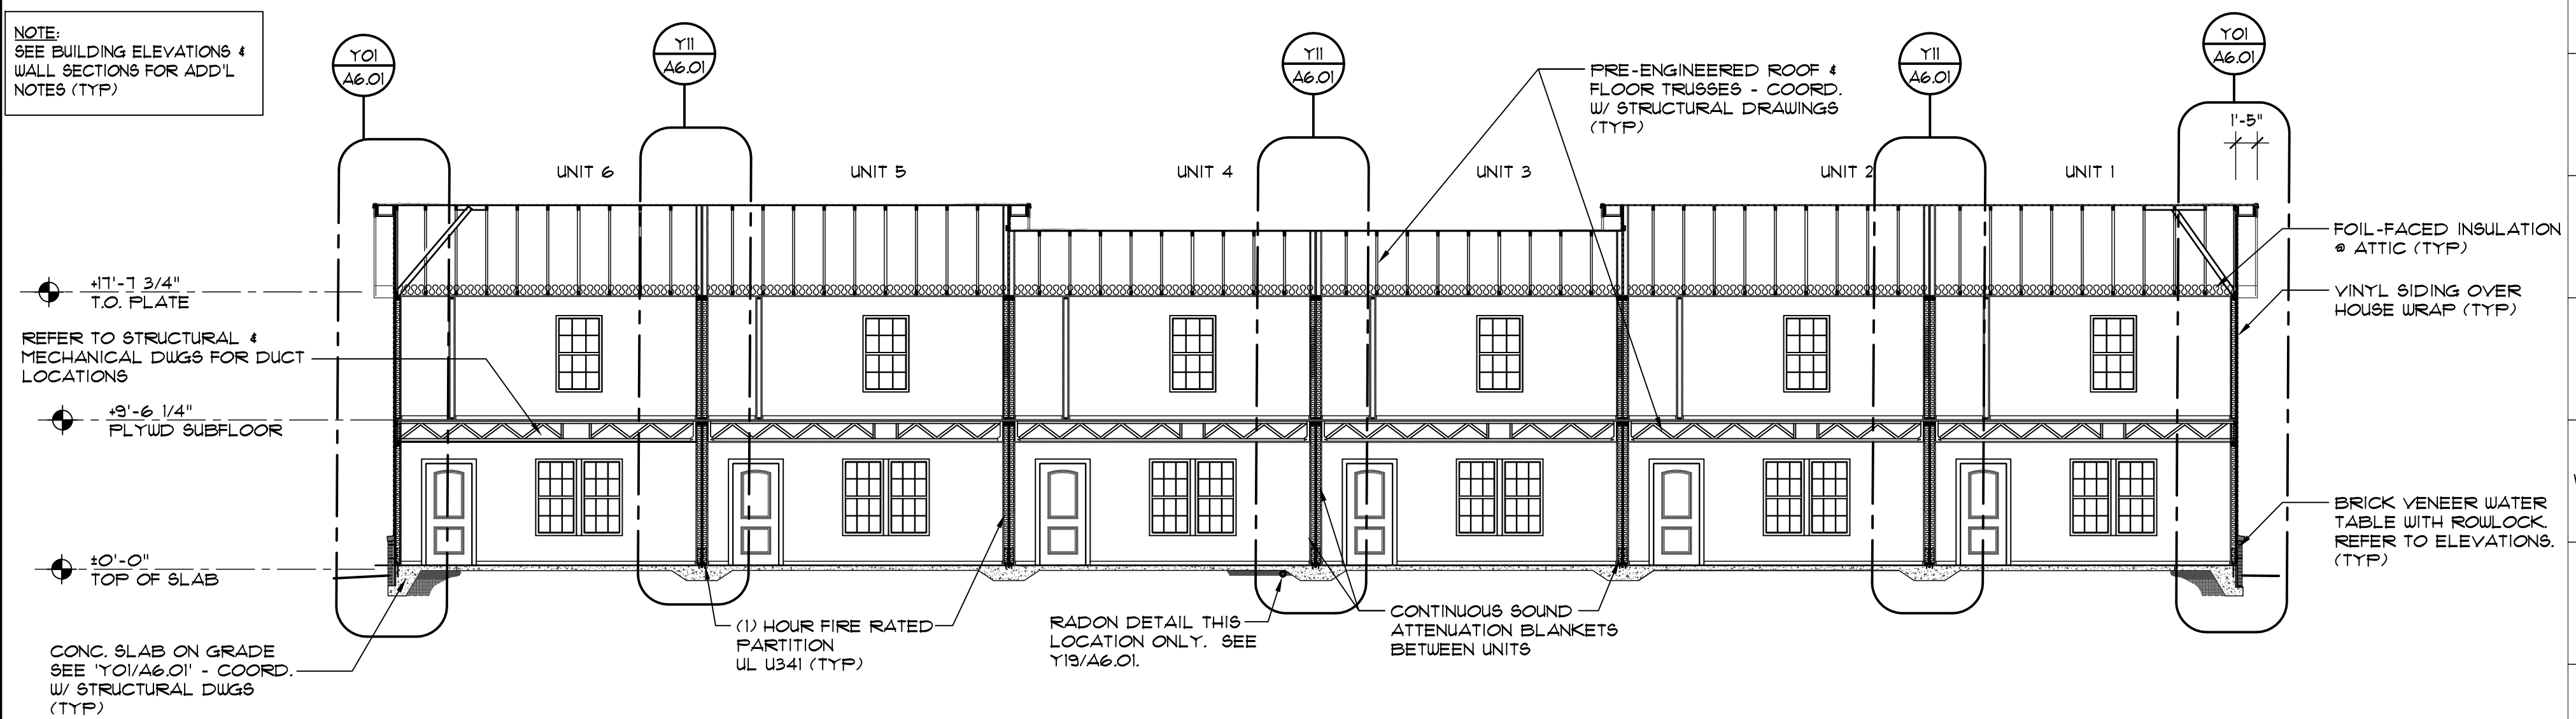 NOTE:
SEE BUILDING ELEVATIONS &
WALL SECTIONS FOR ADD'L
NOTES (TYP)
Y01
A6.01
Y11
A6.01
Y11
A6.01
Y11
A6.01
Y01
A6.01
PRE-ENGINEERED ROOF &
FLOOR TRUSSES - COORD.
W/ STRUCTURAL DRAWINGS
(TYP)
1'-5"
UNIT 6
UNIT 5
UNIT 4
UNIT 3
UNIT 2
UNIT 1
FOIL-FACED INSULATION
@ ATTIC (TYP)
+17'-7 3/4"
T.O. PLATE
VINYL SIDING OVER
HOUSE WRAP (TYP)
REFER TO STRUCTURAL &
MECHANICAL DWGS FOR DUCT
LOCATIONS
+9'-6 1/4"
PLYWD SUBFLOOR
BRICK VENEER WATER
TABLE WITH ROWLOCK.
REFER TO ELEVATIONS.
(TYP)
±0'-0"
TOP OF SLAB
CONC. SLAB ON GRADE
SEE 'Y01/A6.01' - COORD.
W/ STRUCTURAL DWGS
(TYP)
(1) HOUR FIRE RATED
PARTITION
UL U341 (TYP)
RADON DETAIL THIS
LOCATION ONLY. SEE
Y19/A6.01.
CONTINUOUS SOUND
ATTENUATION BLANKETS
BETWEEN UNITS